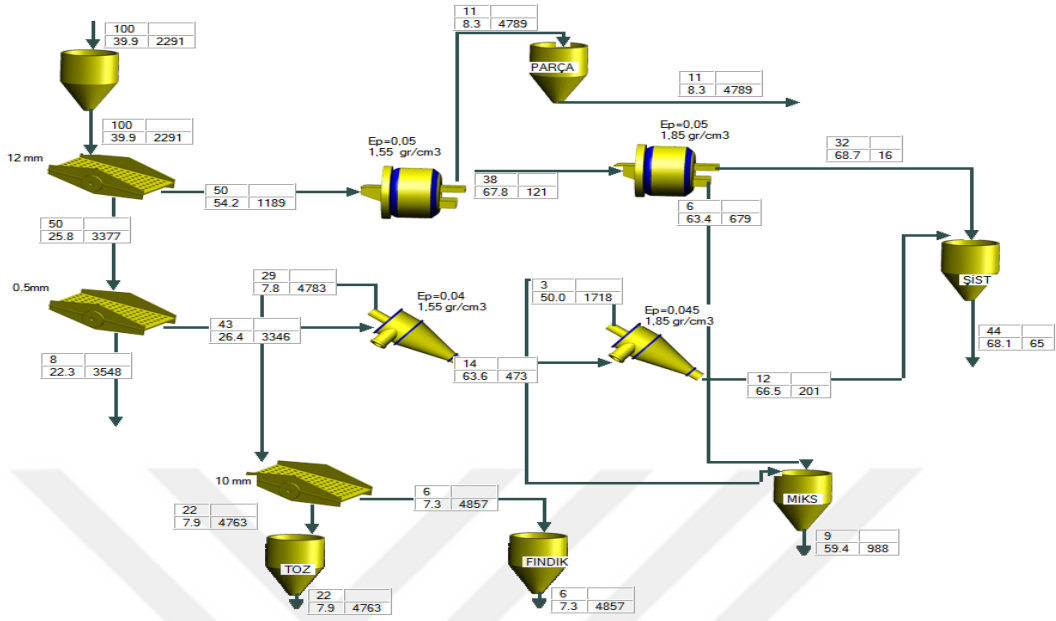 11
8.3 4789
100
39.9 2291
PARÇA
11
8.3 4789
100
39.9 2291
Ep=0,05
1,55 gr/cm3
Ep=0,05
1,85 gr/cm3
32
68.7 16
12 mm
50
54.2 1189
38
67.8 121
6
63.4 679
50
25.8 3377
ŞİST
29
7.8 4783
3
50.0 1718
0.5mm
Ep=0,04
1,55 gr/cm3
Ep=0,045
1,85 gr/cm3
43
26.4 3346
44
68.1 65
8
22.3 3548
14
63.6 473
12
66.5 201
10 mm
6
7.3 4857
MIKS
22
7.9 4763
9
59.4 988
TOZ
FINDIK
22
7.9 4763
6
7.3 4857